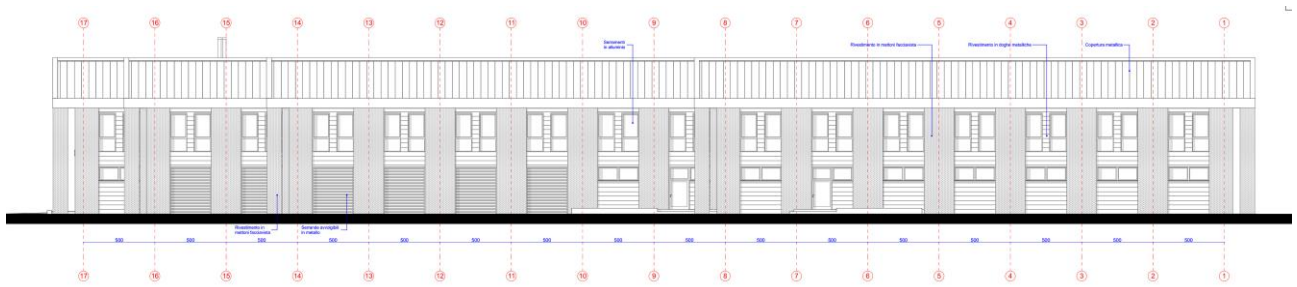 17 16 15 14 13 12 11 10 9 8 7 6 5 4 3 2 1
Serramenti
in alluminio
Rivestimento in mattoni facciavista
Rivestimento in doghe metalliche
Copertura metallica
Rivestimento in
mattoni facciavista
Serrande avvolgibili
in metallo
500 500 500 500 500 500 500 500 500 500 500 500 500 500 500 500
17 16 15 14 13 12 11 10 9 8 7 6 5 4 3 2 1